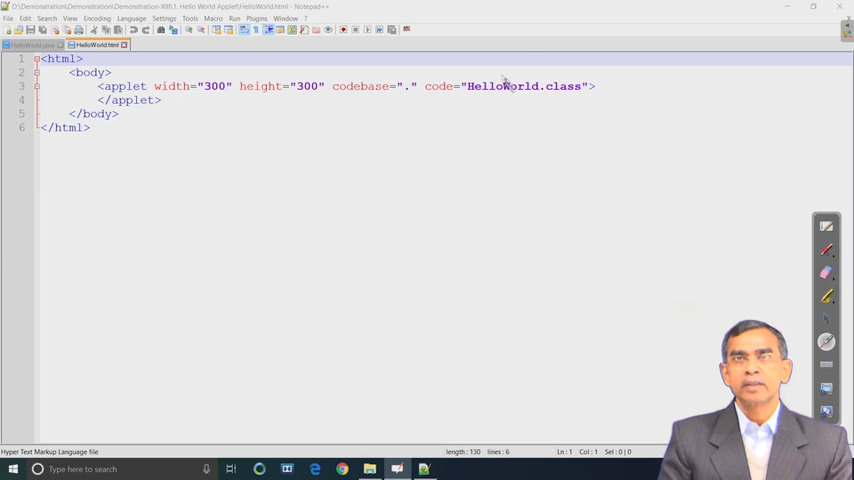 D:\Demonstration\Demonstration-XIII\1. Hello World Applet\HelloWorld.html - Notepad++
File Edit Search View Encoding Language Settings Tools Macro Run Plugins Window ? X
HelloWorld.java HelloWorld.html
1 <html>
2 <body>
3 <applet width="300" height="300" codebase="." code="HelloWorld.class">
4 </applet>
5 </body>
6 </html>
Hyper Text Markup Language file length: 130 lines: 6 Ln: 1 Col: 1 Sel: 0 | 0
Type here to search